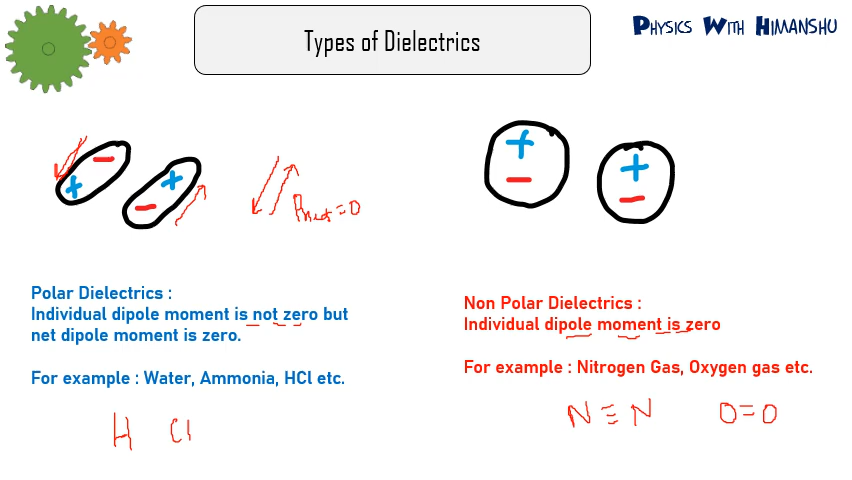 Types of Dielectrics
PHYSICS WITH HIMANSHU
+ −
+ −
Pnet = 0
+ −
+ −
Polar Dielectrics :
Individual dipole moment is not zero but
net dipole moment is zero.
For example : Water, Ammonia, HCl etc.
H Cl
Non Polar Dielectrics :
Individual dipole moment is zero
For example : Nitrogen Gas, Oxygen gas etc.
N≡N O=O